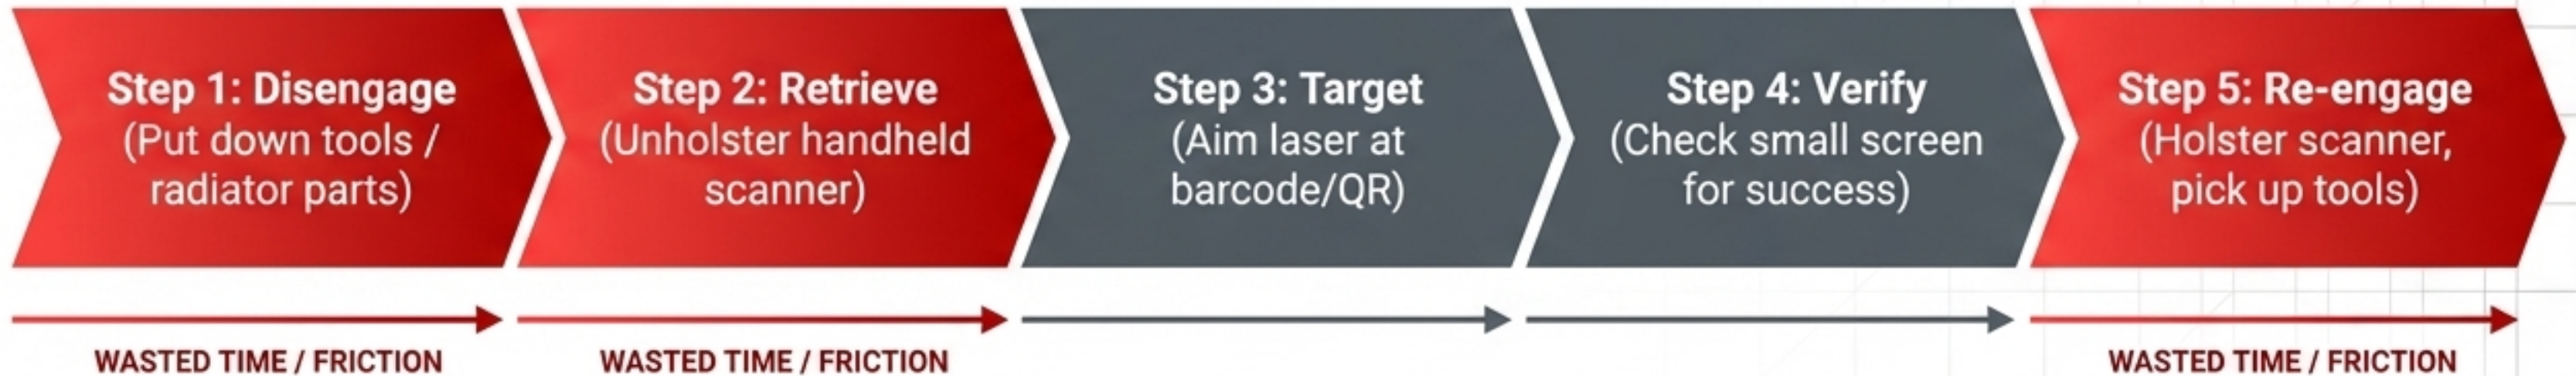 Step 1: Disengage
(Put down tools /
radiator parts)
Step 2: Retrieve
(Unholster handheld
scanner)
Step 3: Target
(Aim laser at
barcode/QR)
Step 4: Verify
(Check small screen
for success)
Step 5: Re-engage
(Holster scanner,
pick up tools)
WASTED TIME / FRICTION
WASTED TIME / FRICTION
WASTED TIME / FRICTION